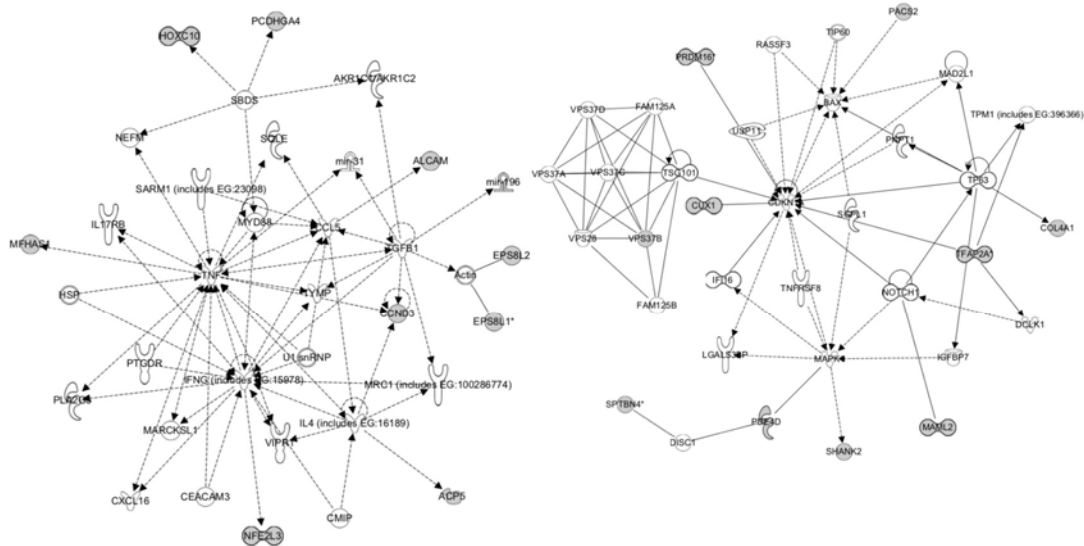 PCDHGA4
HOXC10
AKR1C1/AKR1C2
SBDS
NEFM
SQLE
mir-31
ALCAM
mir-196
SARM1 (includes EG:23098)
IL17RB
MYD88
CCL5
TGFB1
MFHAS1
EPS8L2
TNF
Actin
HSP
TYMP
CCND3
EPS8L1*
U1 snRNP
PTGDR
IFNG (includes EG:15978)
MRC1 (includes EG:100286774)
MARCKSL1
VIPR1
IL4 (includes EG:16189)
CXCL16
CEACAM3
ACP5
CMIP
NFE2L3
PACS2
TIP60
RASSF3
PRDM16*
MAD2L1
BAX
VPS37D
FAM125A
TPM1 (includes EG:396366)
USP11
VPS37A
VPS37C
TSG101
TP53
CUX1
VPS28
VPS37B
COL4A1
TFAP2A*
IFI16
TNFRSF8
NOTCH1
FAM125B
DCLK1
LGALS3BP
MAPK
IGFBP7
SPTBN4*
PDE4D
DISC1
MAML2
SHANK2